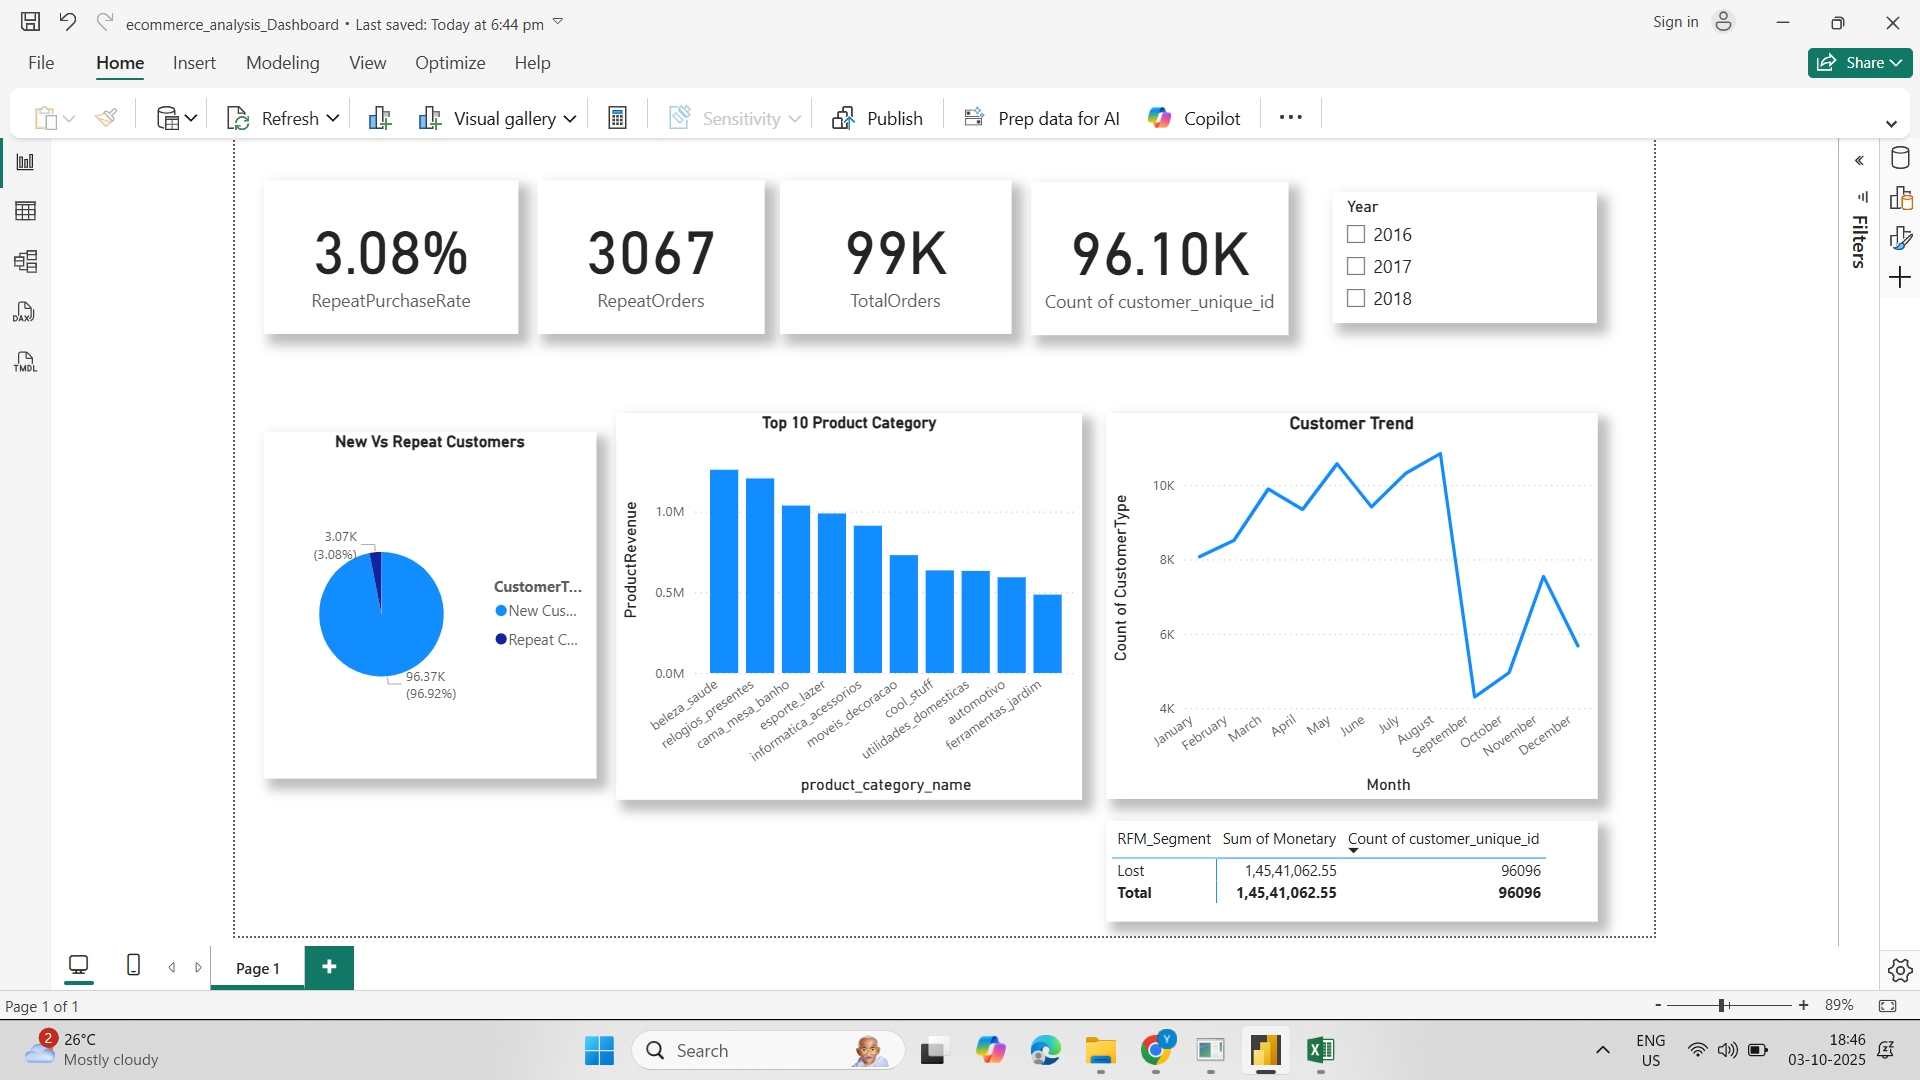 ecommerce_analysis_Dashboard • Last saved: Today at 6:44 pm
Sign in
File Home Insert Modeling View Optimize Help
Share
Refresh
Visual gallery
Sensitivity
Publish
Prep data for AI
Copilot
DAX
TMDL
Filters
3.08%
RepeatPurchaseRate
3067
RepeatOrders
99K
TotalOrders
96.10K
Count of customer_unique_id
Year
2016
2017
2018
New Vs Repeat Customers
3.07K
(3.08%)
96.37K
(96.92%)
CustomerT...
New Cus...
Repeat C...
Top 10 Product Category
ProductRevenue
1.0M
0.5M
0.0M
beleza_saude
relogios_presentes
cama_mesa_banho
esporte_lazer
informatica_acessorios
moveis_decoracao
cool_stuff
utilidades_domesticas
automotivo
ferramentas_jardim
product_category_name
Customer Trend
Count of CustomerType
10K
8K
6K
4K
January
February
March
April
May
June
July
August
September
October
November
December
Month
RFM_Segment Sum of Monetary Count of customer_unique_id
Lost 1,45,41,062.55 96096
Total 1,45,41,062.55 96096
Page 1
Page 1 of 1
- + 89%
2
26°C
Mostly cloudy
Search
Y
ENG
US
18:46
03-10-2025